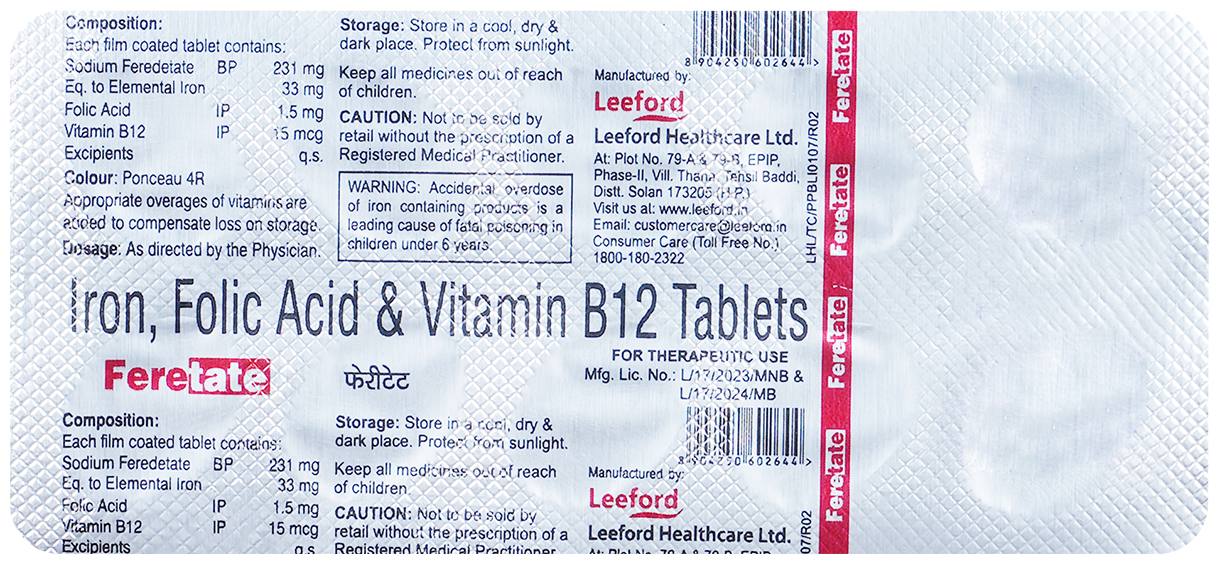 Composition:
Each film coated tablet contains:
Sodium Feredetate BP 231 mg
Eq. to Elemental Iron 33 mg
Folic Acid IP 1.5 mg
Vitamin B12 IP 15 mcg
Excipients q.s.
Colour: Ponceau 4R
Appropriate overages of vitamins are
added to compensate loss on storage.
Dosage: As directed by the Physician.
Storage: Store in a cool, dry &
dark place. Protect from sunlight.
Keep all medicines out of reach
of children.
CAUTION: Not to be sold by
retail without the prescription of a
Registered Medical Practitioner.
WARNING: Accidental overdose
of iron containing products is a
leading cause of fatal poisoning in
children under 6 years.
8 904250 602644 >
Manufactured by:
Leeford
Leeford Healthcare Ltd.
At: Plot No. 79-A & 79-B, EPIP,
Phase-II, Vill. Thana, Tehsil Baddi,
Distt. Solan 173205 (H.P.)
Visit us at: www.leeford.in
Email: customercare@leeford.in
Consumer Care (Toll Free No.)
1800-180-2322
LHL/TC/PPBLI0107/R02
Feretate
Feretate
Feretate
Feretate
Iron, Folic Acid & Vitamin B12 Tablets
FOR THERAPEUTIC USE
Mfg. Lic. No.: L/17/2023/MNB &
L/17/2024/MB
Feretate
फेरीटेट
Composition:
Each film coated tablet contains:
Sodium Feredetate BP 231 mg
Eq. to Elemental Iron 33 mg
Folic Acid IP 1.5 mg
Vitamin B12 IP 15 mcg
Excipients q.s.
Storage: Store in a cool, dry &
dark place. Protect from sunlight.
Keep all medicines out of reach
of children.
CAUTION: Not to be sold by
retail without the prescription of a
Registered Medical Practitioner
8 904250 602644 >
Manufactured by:
Leeford
Leeford Healthcare Ltd.
At: Plot No. 79-A & 79-B, EPIP
07/R02